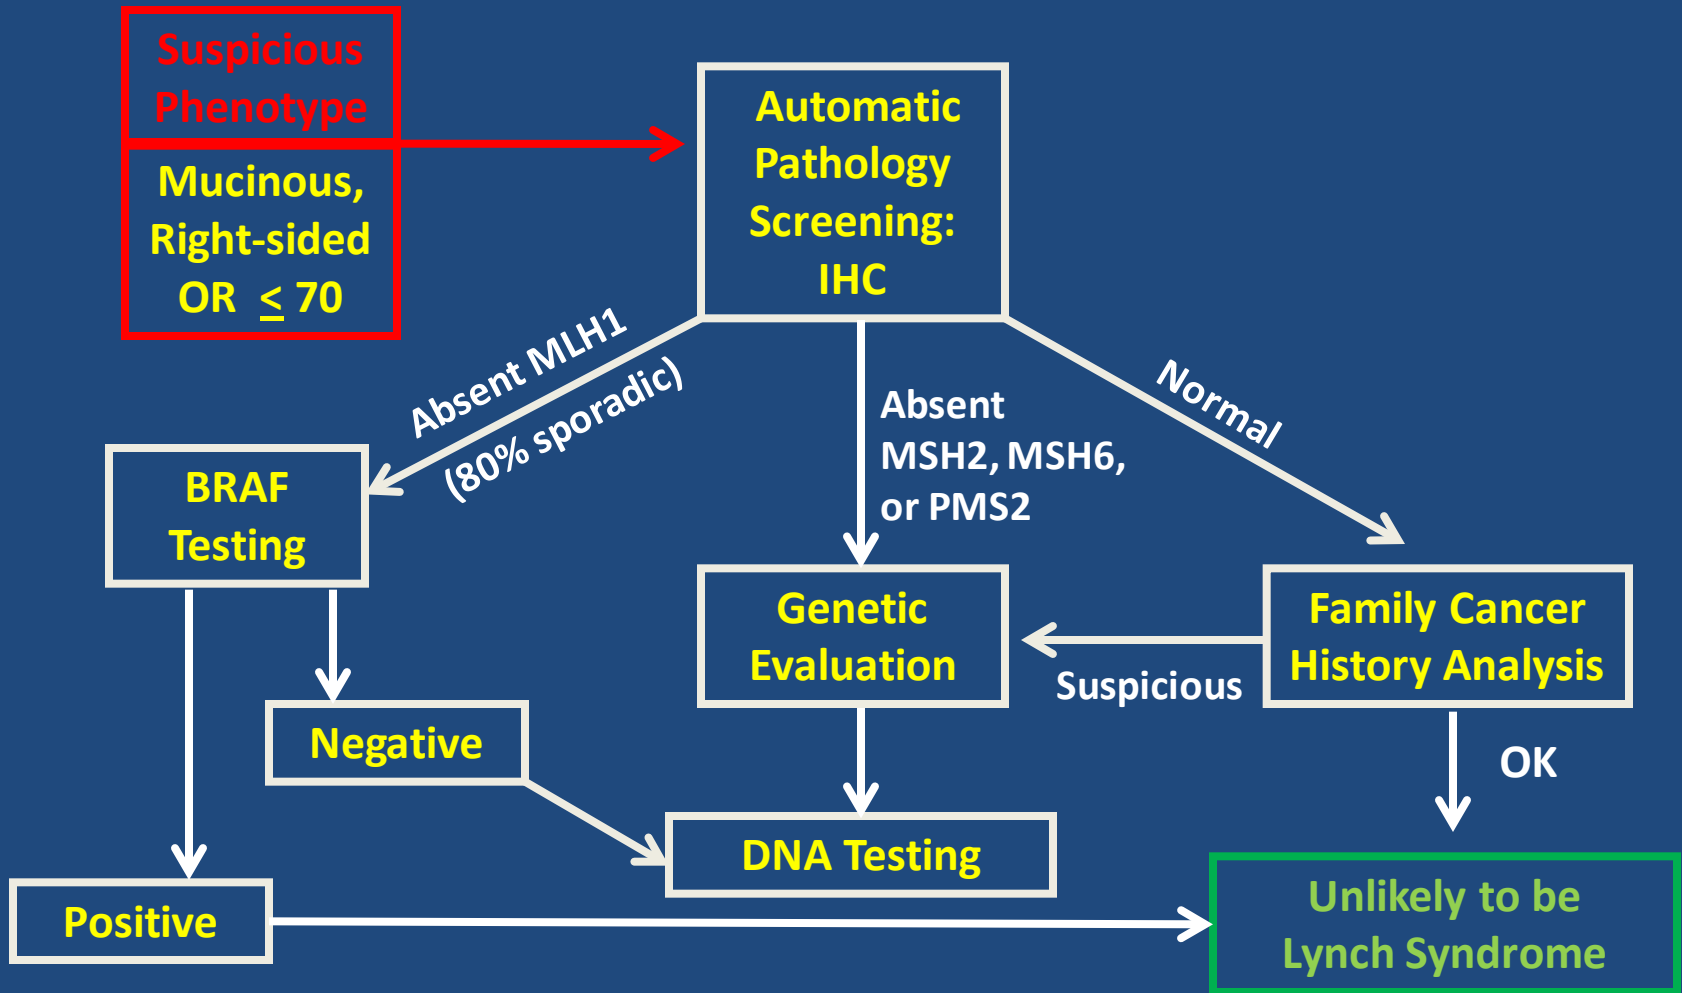 Suspicious
Phenotype
Mucinous,
Right-sided
OR ≤ 70
Automatic
Pathology
Screening:
IHC
Absent MLH1
(80% sporadic)
Absent
MSH2, MSH6,
or PMS2
Normal
BRAF
Testing
Genetic
Evaluation
Suspicious
Family Cancer
History Analysis
Negative
OK
DNA Testing
Positive
Unlikely to be
Lynch Syndrome